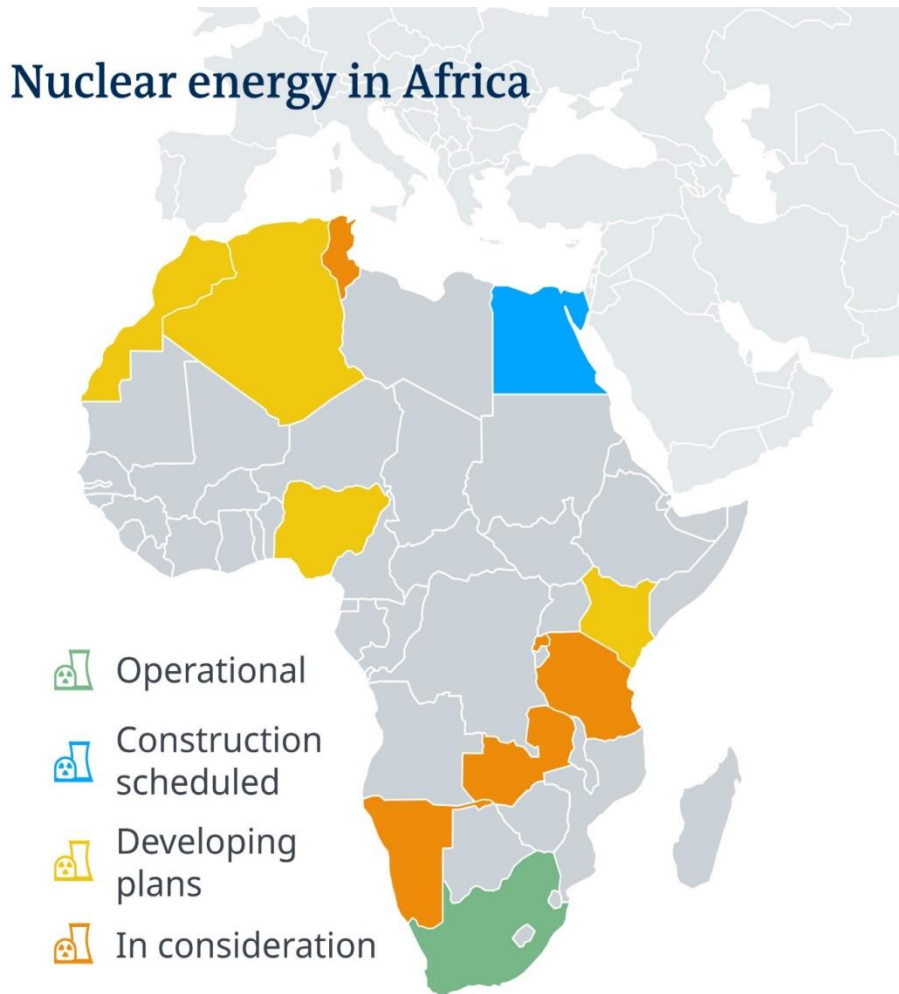 Nuclear energy in Africa
Operational
Construction
scheduled
Developing
plans
In consideration